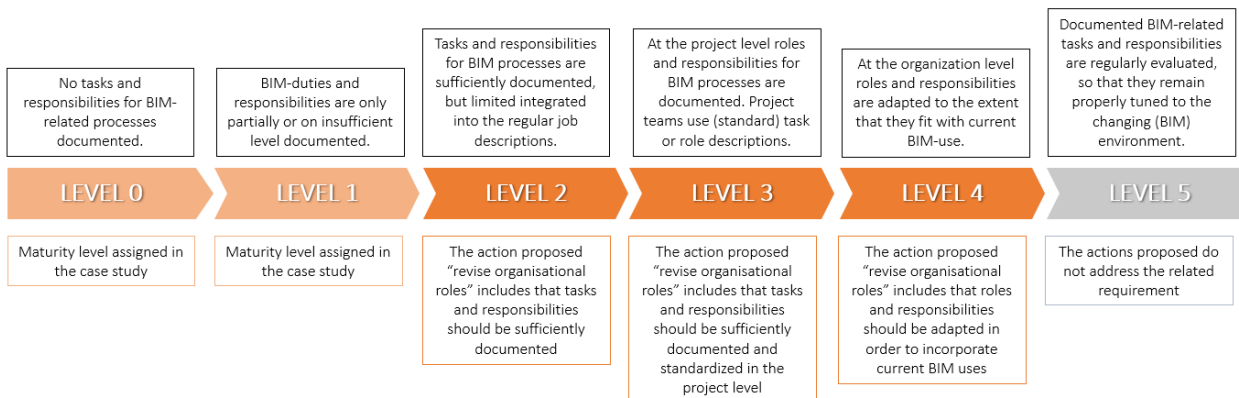 No tasks and
responsibilities for BIM-
related processes
documented.
BIM-duties and
responsibilities are only
partially or on insufficient
level documented.
Tasks and responsibilities
for BIM processes are
sufficiently documented,
but limited integrated
into the regular job
descriptions.
At the project level roles
and responsibilities for
BIM processes are
documented. Project
teams use (standard) task
or role descriptions.
At the organization level
roles and responsibilities
are adapted to the extent
that they fit with current
BIM-use.
Documented BIM-related
tasks and responsibilities
are regularly evaluated,
so that they remain
properly tuned to the
changing (BIM)
environment.
LEVEL 0
LEVEL 1
LEVEL 2
LEVEL 3
LEVEL 4
LEVEL 5
Maturity level assigned in
the case study
Maturity level assigned in
the case study
The action proposed
“revise organisational
roles” includes that tasks
and responsibilities
should be sufficiently
documented
The action proposed
“revise organisational
roles” includes that tasks
and responsibilities
should be sufficiently
documented and
standardized in the
project level
The action proposed
“revise organisational
roles” includes that roles
and responsibilities
should be adapted in
order to incorporate
current BIM uses
The actions proposed do
not address the related
requirement